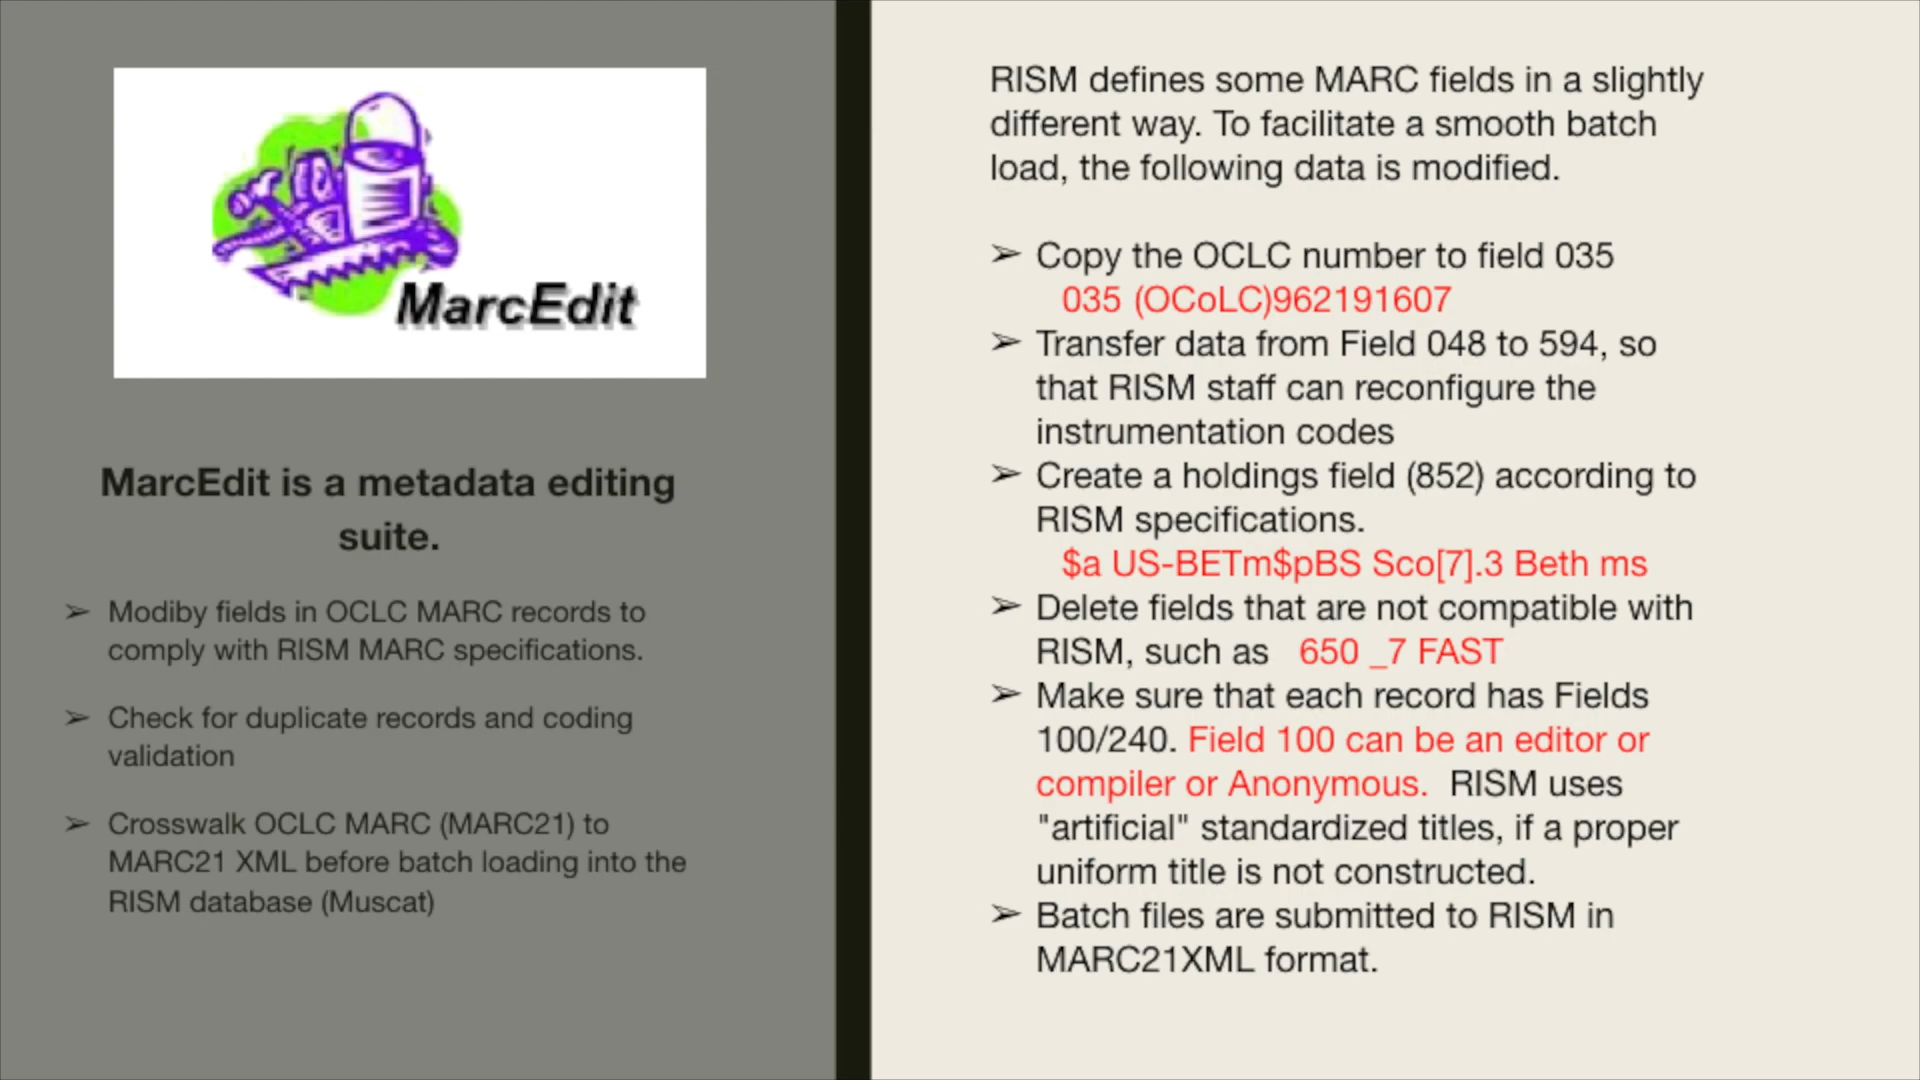 MarcEdit
MarcEdit is a metadata editing
suite.
➢ Modiby fields in OCLC MARC records to
comply with RISM MARC specifications.
➢ Check for duplicate records and coding
validation
➢ Crosswalk OCLC MARC (MARC21) to
MARC21 XML before batch loading into the
RISM database (Muscat)
RISM defines some MARC fields in a slightly
different way. To facilitate a smooth batch
load, the following data is modified.
➢ Copy the OCLC number to field 035
035 (OCoLC)962191607
➢ Transfer data from Field 048 to 594, so
that RISM staff can reconfigure the
instrumentation codes
➢ Create a holdings field (852) according to
RISM specifications.
$a US-BETm$pBS Sco[7].3 Beth ms
➢ Delete fields that are not compatible with
RISM, such as 650 _7 FAST
➢ Make sure that each record has Fields
100/240. Field 100 can be an editor or
compiler or Anonymous. RISM uses
"artificial" standardized titles, if a proper
uniform title is not constructed.
➢ Batch files are submitted to RISM in
MARC21XML format.